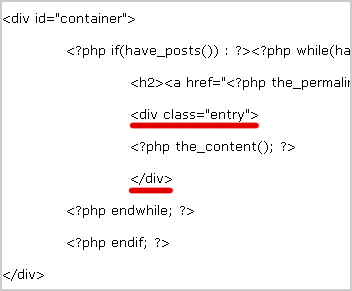 <div id="container">
<?php if(have_posts()) : ?><?php while(ha
<h2><a href="<?php the_permalin
<div class="entry">
<?php the_content(); ?>
</div>
<?php endwhile; ?>
<?php endif; ?>
</div>